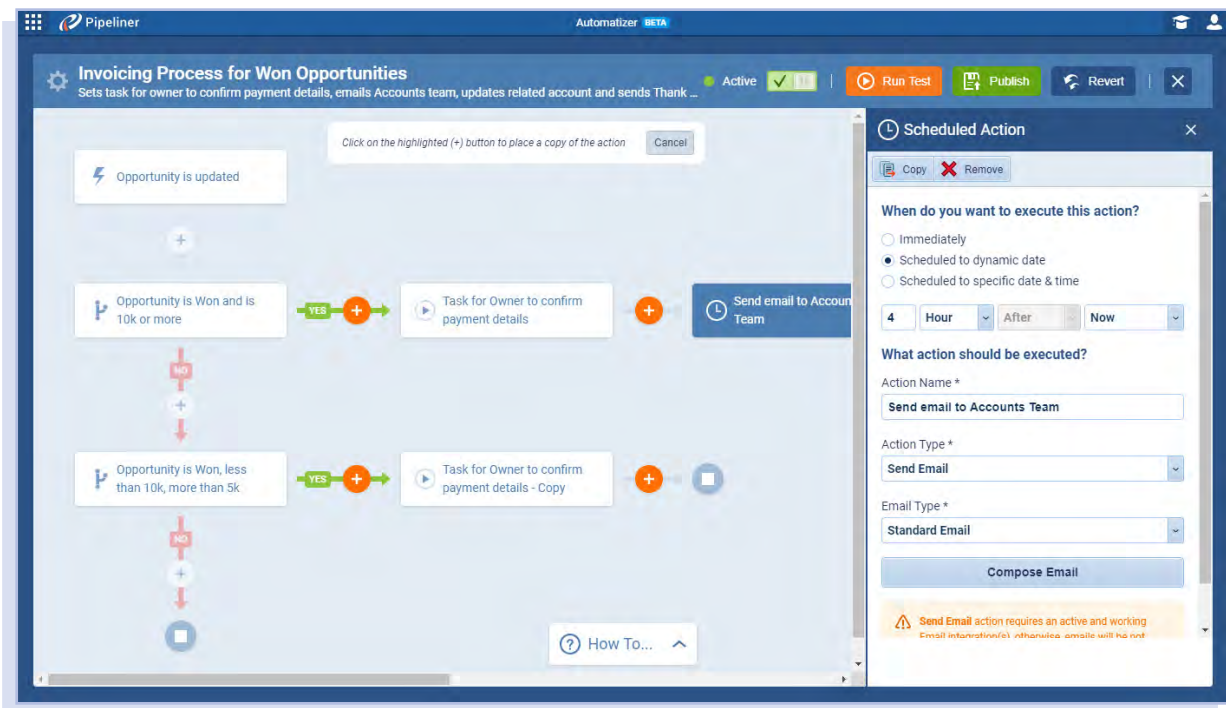 Pipeliner
Automatizer BETA
Invoicing Process for Won Opportunities
Sets task for owner to confirm payment details, emails Accounts team, updates related account and sends Thank ...
Active
Run Test
Publish
Revert
Click on the highlighted (+) button to place a copy of the action
Cancel
Opportunity is updated
Opportunity is Won and is
10k or more
YES
Task for Owner to confirm
payment details
Send email to Accoun
Team
NO
Opportunity is Won, less
than 10k, more than 5k
YES
Task for Owner to confirm
payment details - Copy
NO
How To...
Scheduled Action
Copy
Remove
When do you want to execute this action?
Immediately
Scheduled to dynamic date
Scheduled to specific date & time
4 Hour After Now
What action should be executed?
Action Name *
Send email to Accounts Team
Action Type *
Send Email
Email Type *
Standard Email
Compose Email
Send Email action requires an active and working
Email integration(s), otherwise, emails will be not